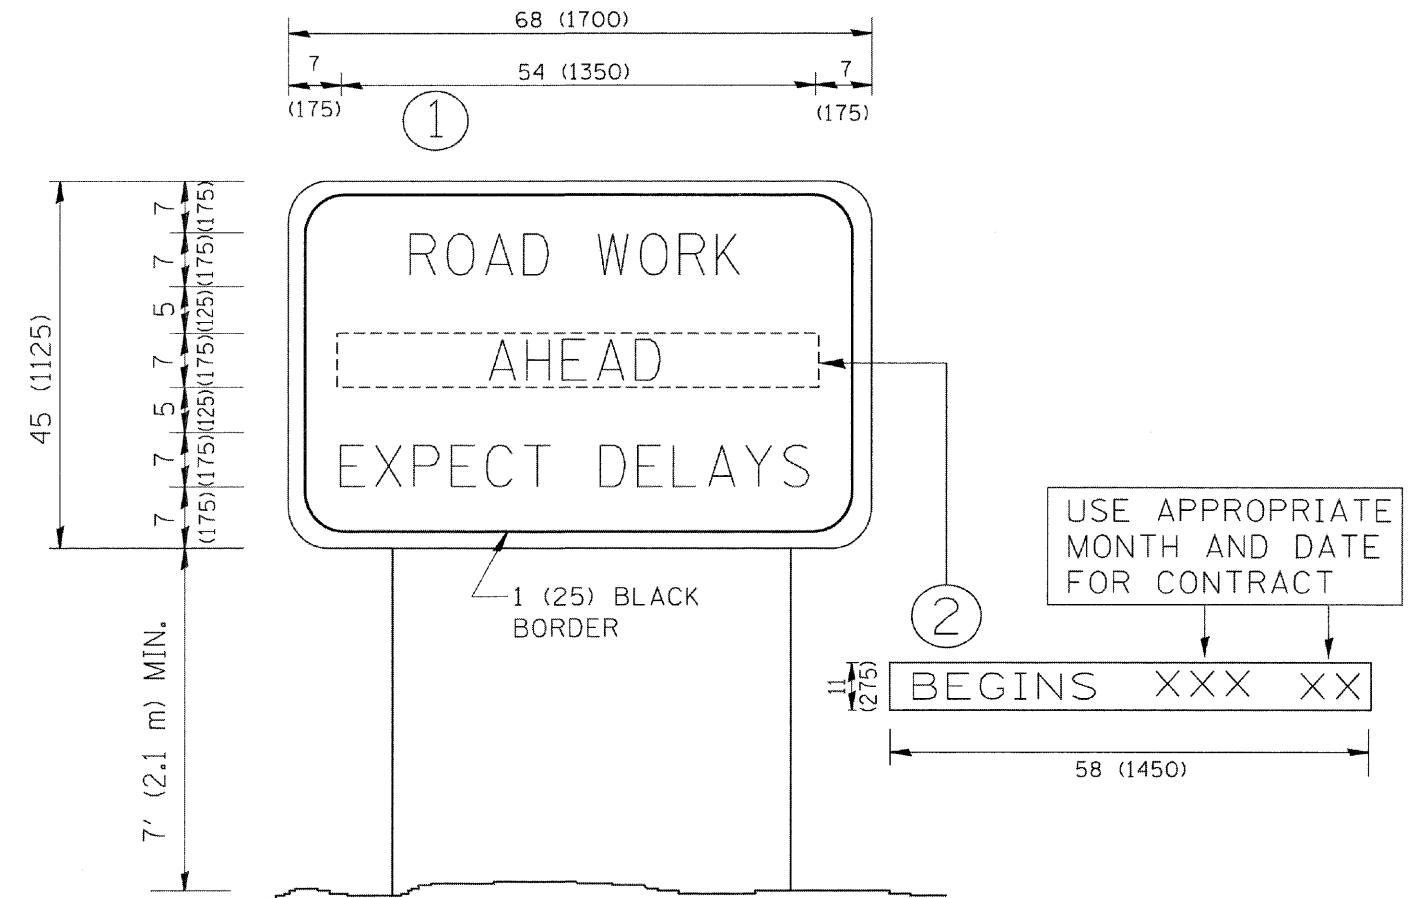 68 (1700)
7
54 (1350)
7
(175)
(175)
1
45 (1125)
7
(175)
7
(175)
5
(125)
7
(175)
5
(125)
7
(175)
7
(175)
ROAD WORK
AHEAD
EXPECT DELAYS
1 (25) BLACK
BORDER
7' (2.1 m) MIN.
2
USE APPROPRIATE
MONTH AND DATE
FOR CONTRACT
11
(275)
BEGINS XXX XX
58 (1450)